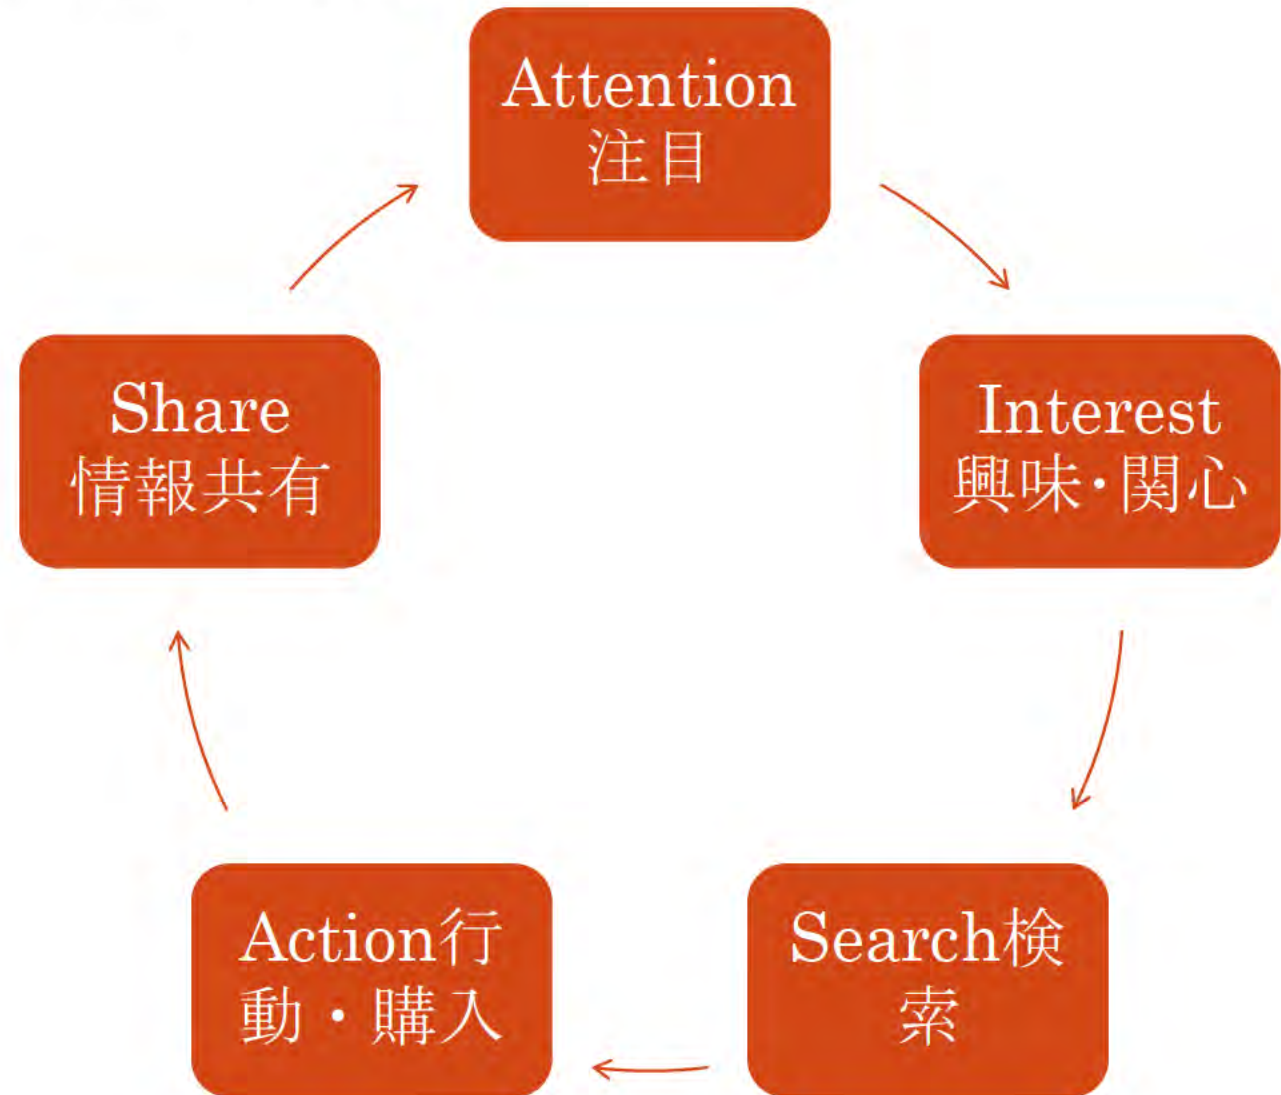 Attention
注目
Interest
興味・関心
Search検
索
Action行
動・購入
Share
情報共有